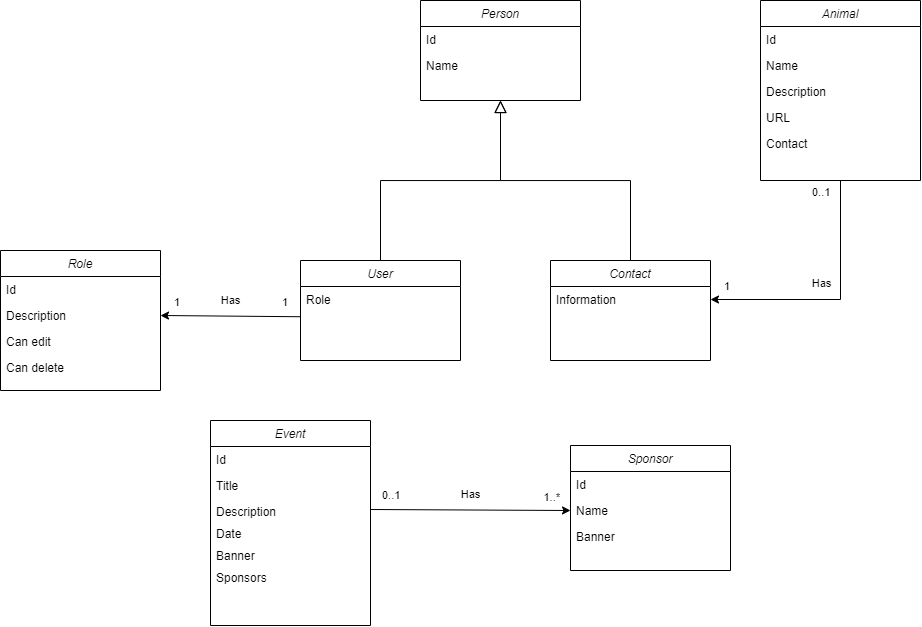 Person
Id
Name
Animal
Id
Name
Description
URL
Contact
0..1
Has
1
Role
Id
Description
Can edit
Can delete
1
Has
1
User
Role
Contact
Information
Event
Id
Title
Description
Date
Banner
Sponsors
0..1
Has
1..*
Sponsor
Id
Name
Banner